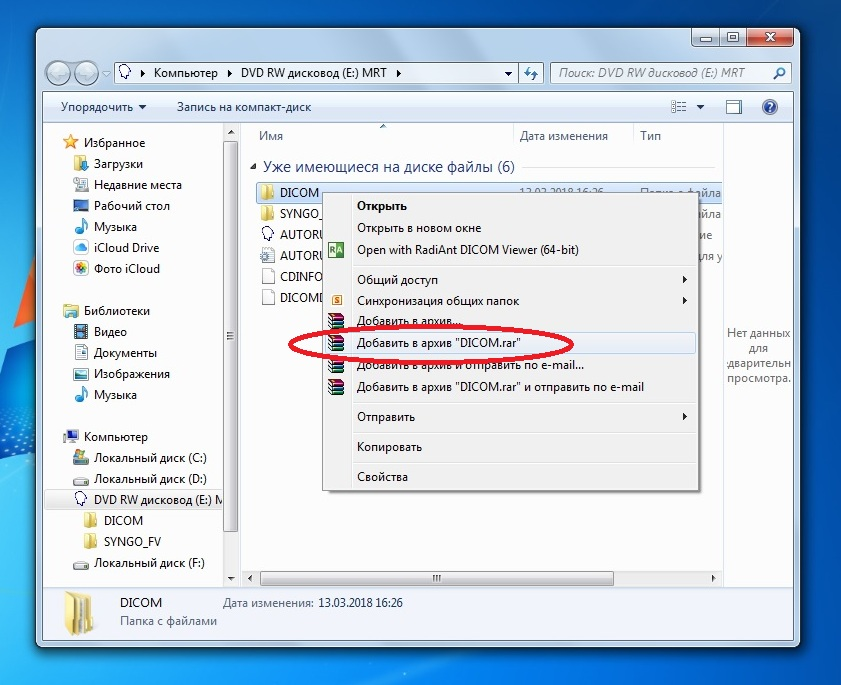 Компьютер DVD RW дисковод (E:) MRT
Поиск: DVD RW дисковод (E:) MRT
Упорядочить Запись на компакт-диск
Избранное
Загрузки
Недавние места
Рабочий стол
Музыка
iCloud Drive
Фото iCloud
Библиотеки
Видео
Документы
Изображения
Музыка
Компьютер
Локальный диск (C:)
Локальный диск (D:)
DVD RW дисковод (E:) M
DICOM
SYNGO_FV
Локальный диск (F:)
Имя Дата изменения Тип
Уже имеющиеся на диске файлы (6)
DICOM 13.03.2018 16:26 Папка с файла
SYNGO_
AUTORU
AUTORU
CDINFO
DICOMD
Открыть
Открыть в новом окне
RA Open with RadiAnt DICOM Viewer (64-bit)
Общий доступ
S Синхронизация общих папок
Добавить в архив...
Добавить в архив "DICOM.rar"
Добавить в архив и отправить по e-mail...
Добавить в архив "DICOM.rar" и отправить по e-mail
Отправить
Копировать
Свойства
Нет данных
для
едварительн
просмотра.
DICOM Дата изменения: 13.03.2018 16:26
Папка с файлами